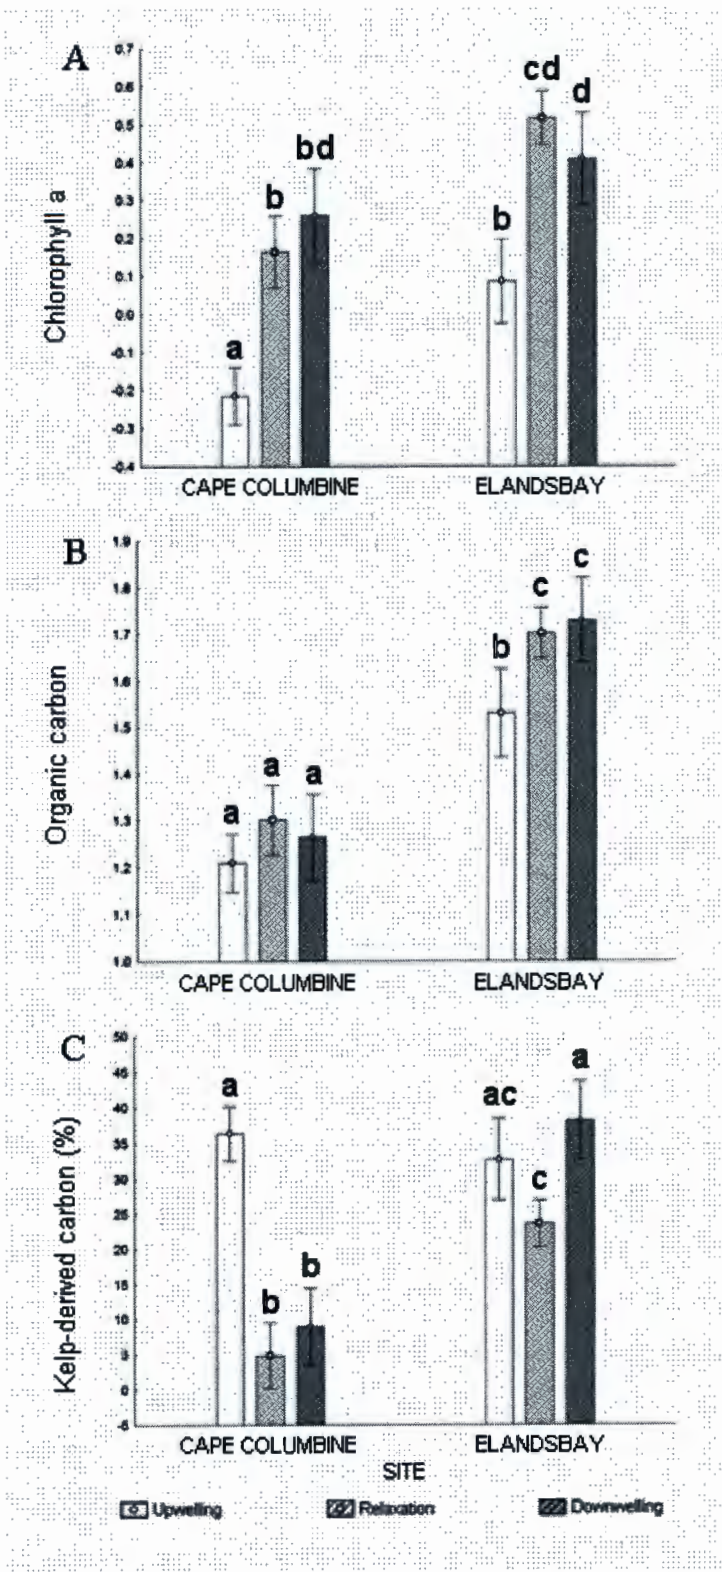 A
0.7
0.6
0.5
0.4
0.3
0.2
0.1
0.0
-0.1
-0.2
-0.3
-0.4
Chlorophyll a
a
b
bd
b
cd
d
CAPE COLUMBINE
ELANDSBAY
B
1.9
1.8
1.7
1.6
1.5
1.4
1.3
1.2
1.1
1.0
Organic carbon
a
a
a
b
c
c
CAPE COLUMBINE
ELANDSBAY
C
50
45
40
35
30
25
20
15
10
5
0
-5
Kelp-derived carbon (%)
a
b
b
ac
c
a
CAPE COLUMBINE
ELANDSBAY
SITE
Upwelling
Relaxation
Downwelling